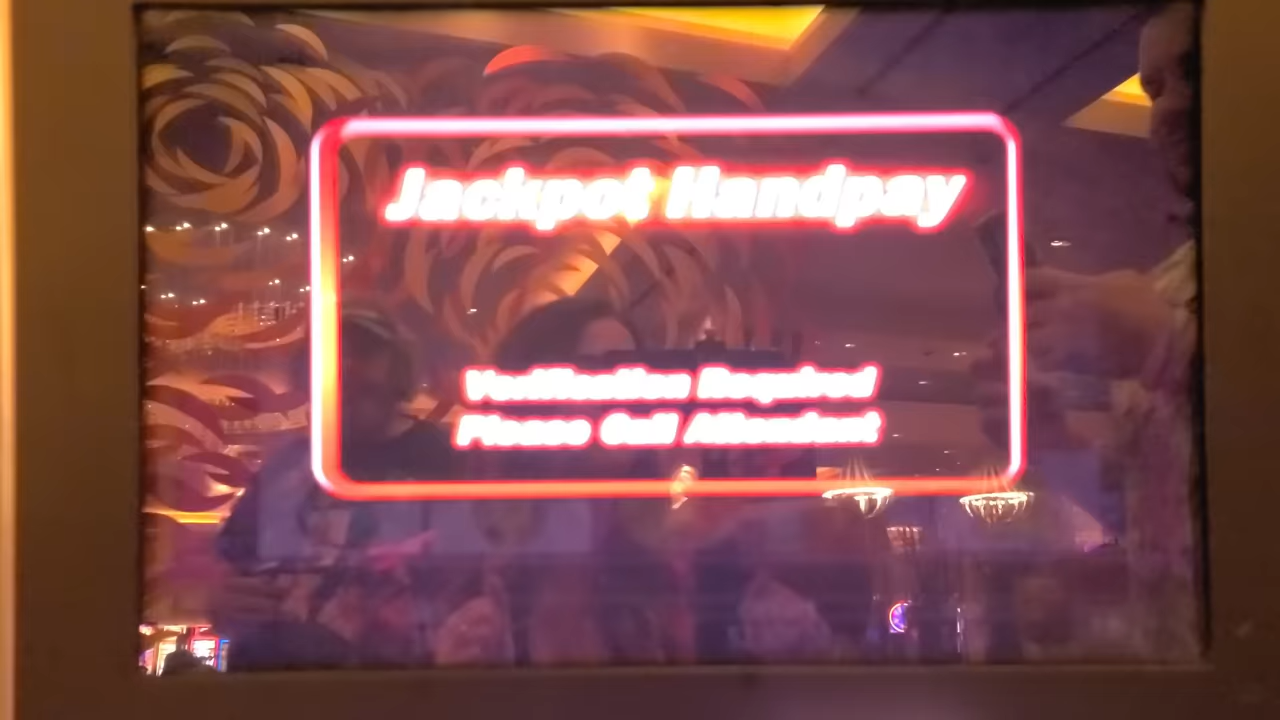 Jackpot Handpay
Verification Required
Please Call Attendant